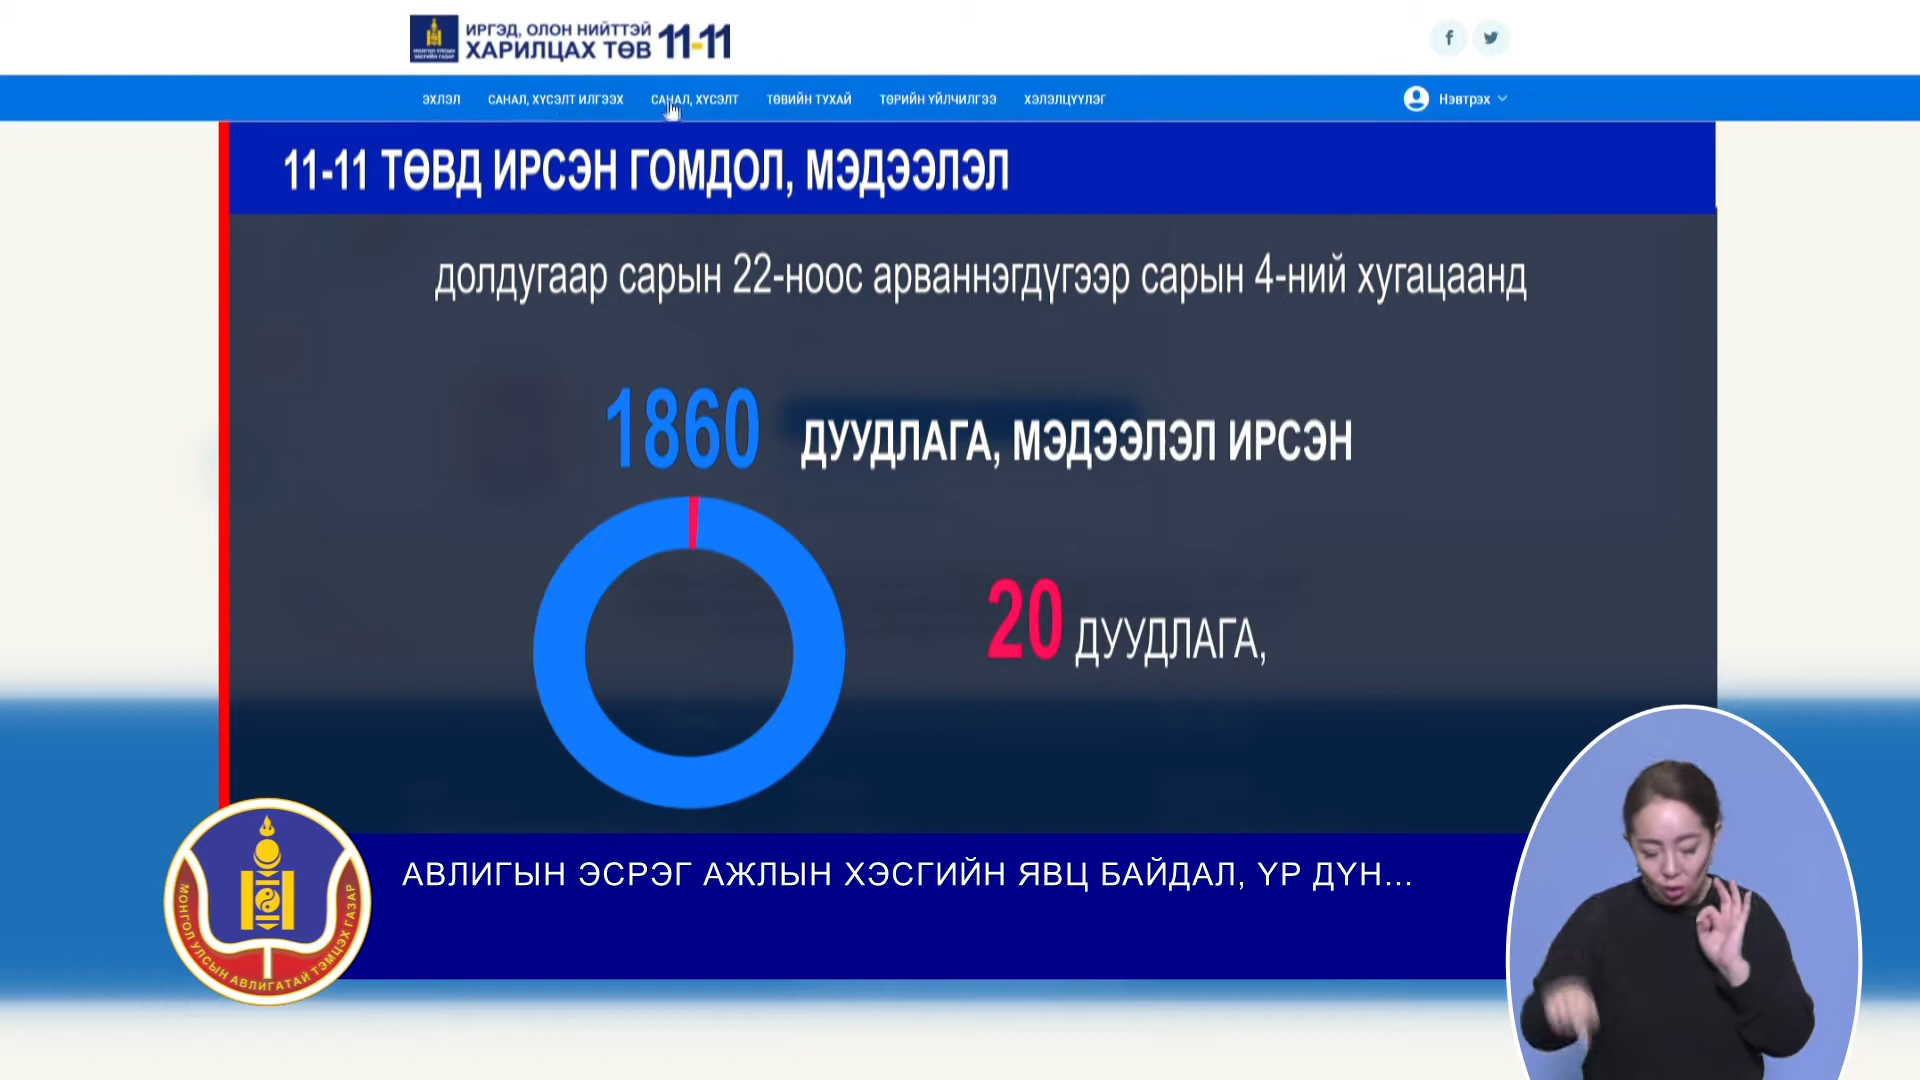 ИРГЭД, ОЛОН НИЙТТЭЙ
ХАРИЛЦАХ ТӨВ 11-11
ЭХЛЭЛ САНАЛ, ХҮСЭЛТ ИЛГЭЭХ САНАЛ, ХҮСЭЛТ ТӨВИЙН ТУХАЙ ТӨРИЙН ҮЙЛЧИЛГЭЭ ХЭЛЭЛЦҮҮЛЭГ Нэвтрэх
11-11 ТӨВД ИРСЭН ГОМДОЛ, МЭДЭЭЛЭЛ
долдугаар сарын 22-ноос арваннэгдүгээр сарын 4-ний хугацаанд
1860 ДУУДЛАГА, МЭДЭЭЛЭЛ ИРСЭН
20 ДУУДЛАГА,
АВЛИГЫН ЭСРЭГ АЖЛЫН ХЭСГИЙН ЯВЦ БАЙДАЛ, ҮР ДҮН...
МОНГОЛ УЛСЫН АВЛИГАТАЙ ТЭМЦЭХ ГАЗАР